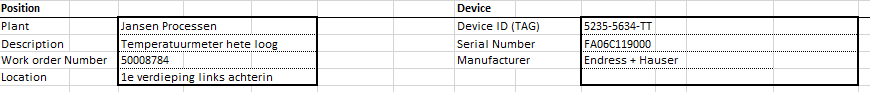 Position Device
Plant Jansen Processen Device ID (TAG) 5235-5634-TT
Description Temperatuurmeter hete loog Serial Number FA06C119000
Work order Number 50008784 Manufacturer Endress + Hauser
Location 1e verdieping links achterin